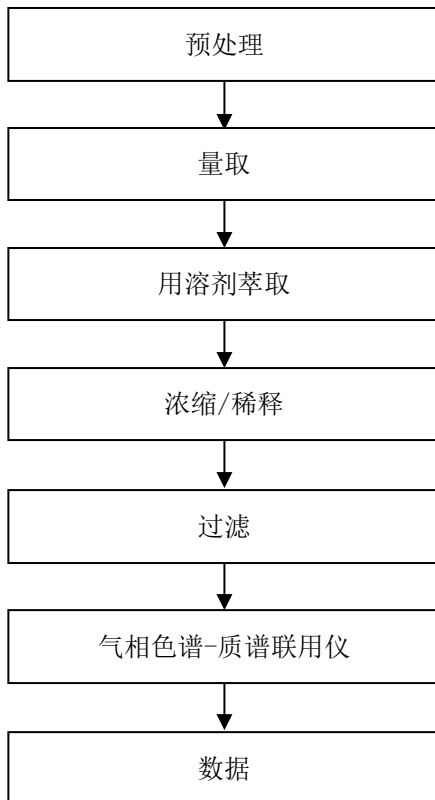 预处理
量取
用溶剂萃取
浓缩/稀释
过滤
气相色谱-质谱联用仪
数据